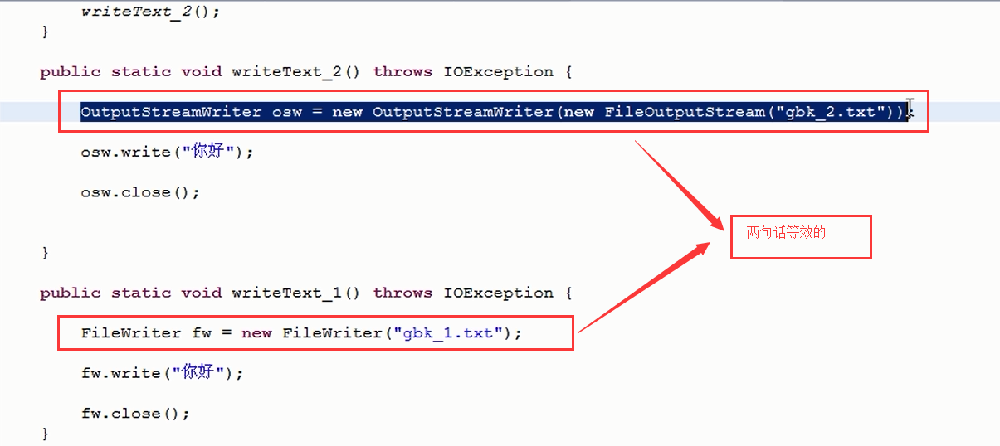 writeText_2();
}
public static void writeText_2() throws IOException {
OutputStreamWriter osw = new OutputStreamWriter(new FileOutputStream("gbk_2.txt"));
osw.write("你好");
osw.close();
两句话等效的
}
public static void writeText_1() throws IOException {
FileWriter fw = new FileWriter("gbk_1.txt");
fw.write("你好");
fw.close();
}